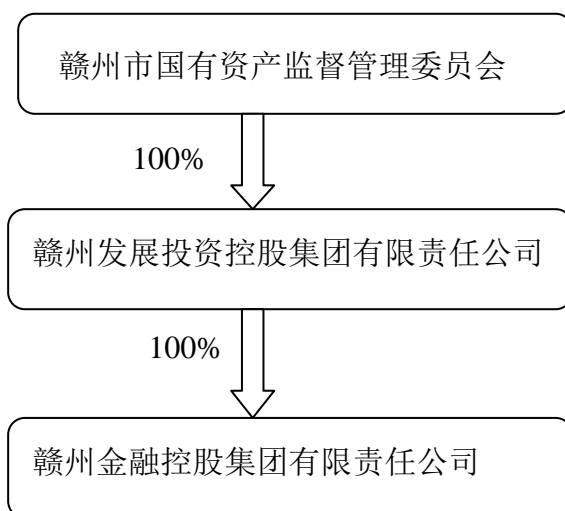 赣州市国有资产监督管理委员会
100%
赣州发展投资控股集团有限责任公司
100%
赣州金融控股集团有限责任公司